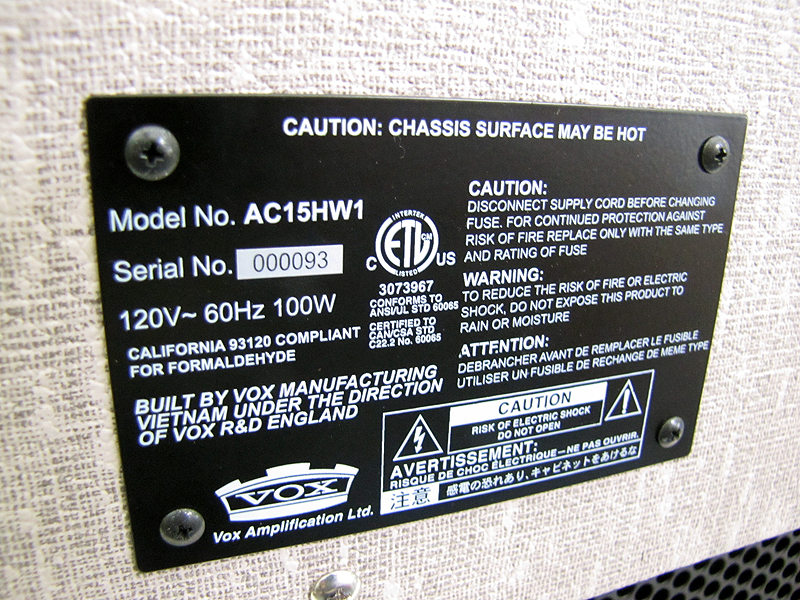 CAUTION: CHASSIS SURFACE MAY BE HOT
Model No. AC15HW1
Serial No. 000093
120V~ 60Hz 100W
CALIFORNIA 93120 COMPLIANT
FOR FORMALDEHYDE
BUILT BY VOX MANUFACTURING
VIETNAM UNDER THE DIRECTION
OF VOX R&D ENGLAND
VOX
Vox Amplification Ltd.
INTERTEK
ETL CM
C US
LISTED
3073967
CONFORMS TO
ANSI/UL STD 60065
CERTIFIED TO
CAN/CSA STD
C22.2 No. 60065
CAUTION:
DISCONNECT SUPPLY CORD BEFORE CHANGING
FUSE. FOR CONTINUED PROTECTION AGAINST
RISK OF FIRE REPLACE ONLY WITH THE SAME TYPE
AND RATING OF FUSE
WARNING:
TO REDUCE THE RISK OF FIRE OR ELECTRIC
SHOCK, DO NOT EXPOSE THIS PRODUCT TO
RAIN OR MOISTURE
ATTENTION:
DEBRANCHER AVANT DE REMPLACER LE FUSIBLE
UTILISER UN FUSIBLE DE RECHANGE DE MEME TYPE
CAUTION
RISK OF ELECTRIC SHOCK
DO NOT OPEN
AVERTISSEMENT:
RISQUE DE CHOC ÉLECTRIQUE—NE PAS OUVRIR.
注意 感電の恐れあり、キャビネットをあけるな